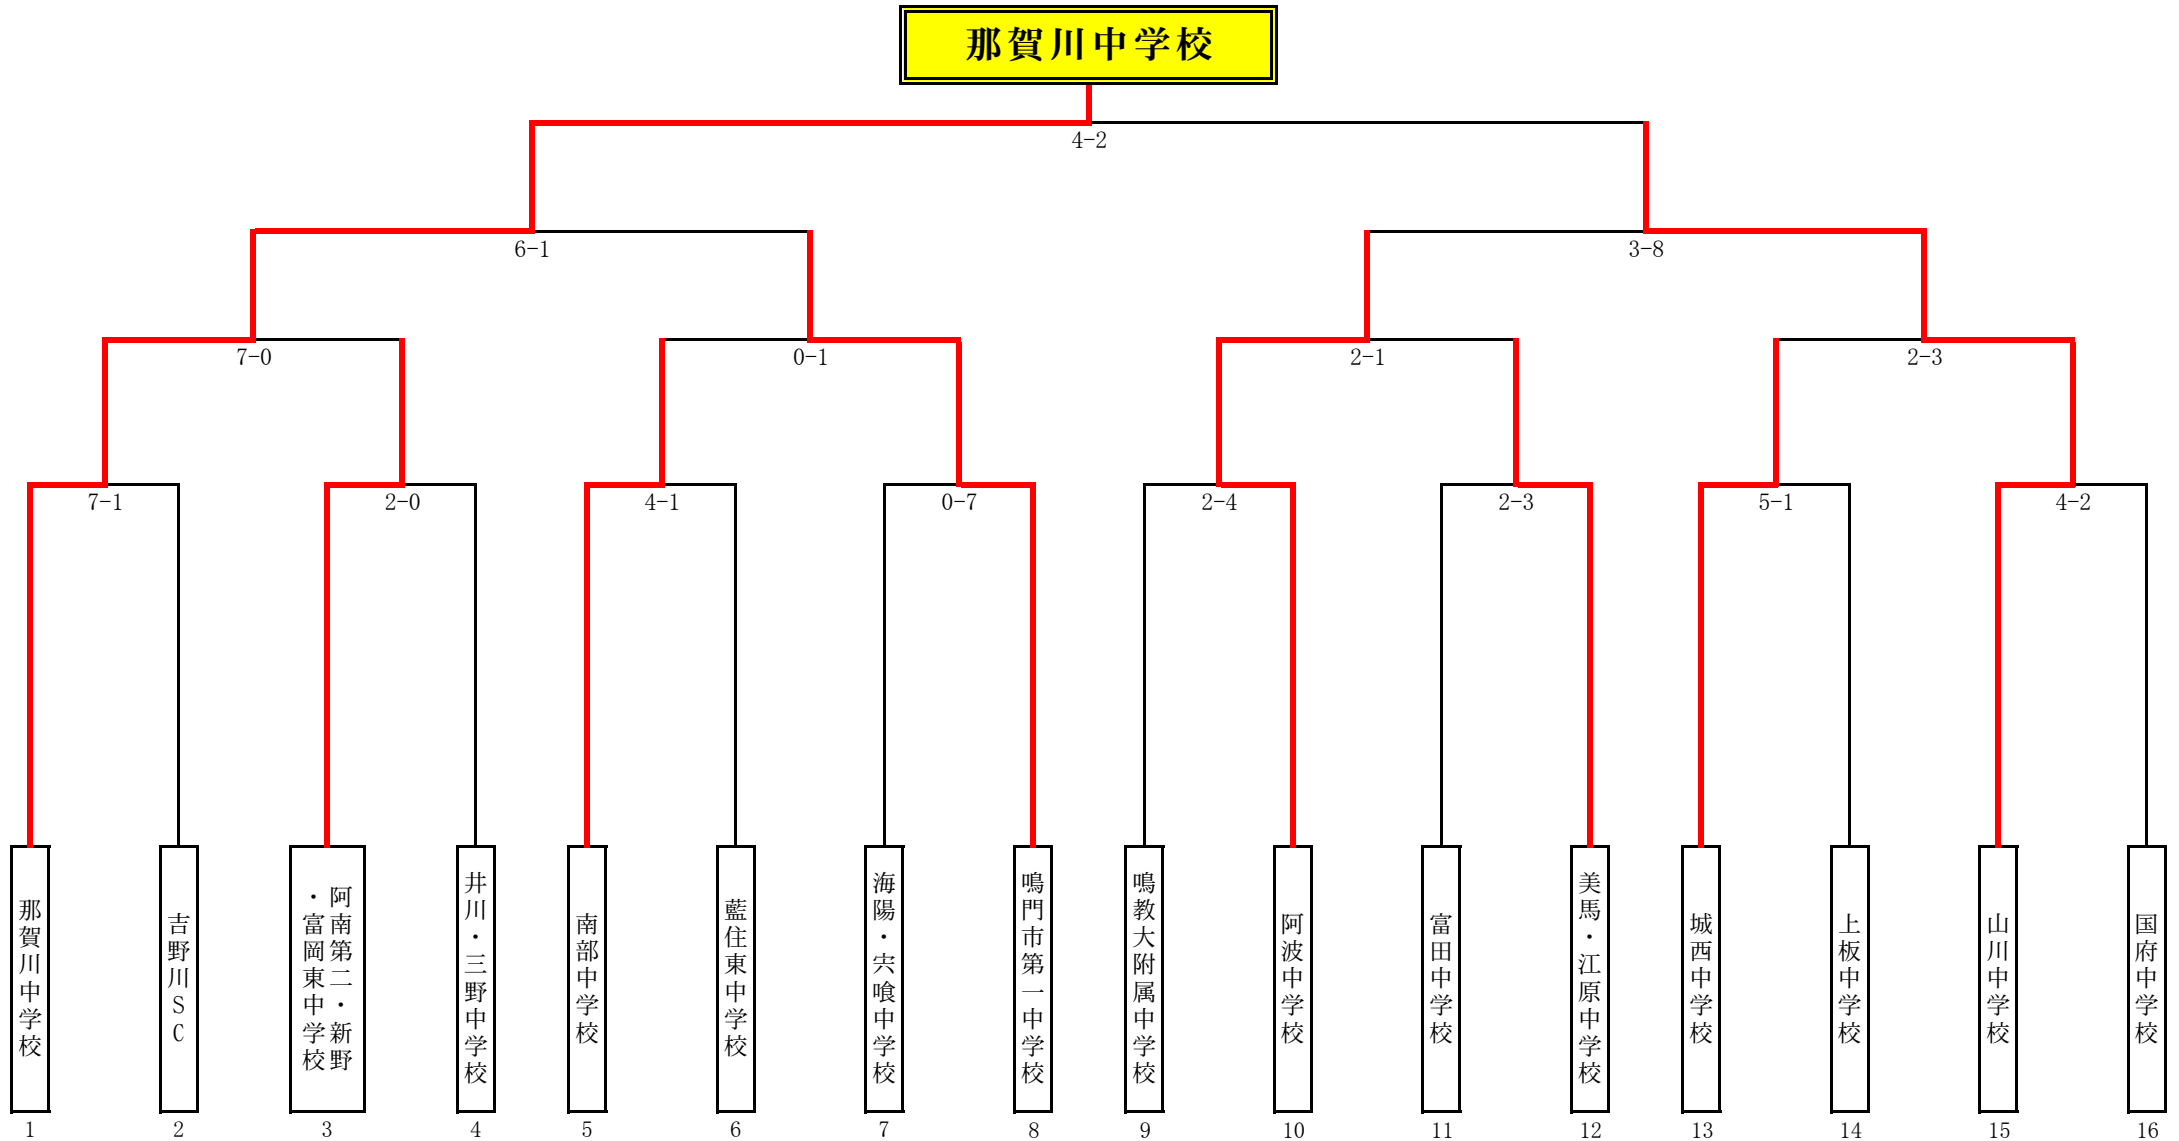 那賀川中学校
4-2
6-1
3-8
7-0
0-1
2-1
2-3
7-1
2-0
4-1
0-7
2-4
2-3
5-1
4-2
那賀川中学校
吉野川SC
阿南第二・新野
・富岡東中学校
井川・三野中学校
南部中学校
藍住東中学校
海陽・宍喰中学校
鳴門市第一中学校
鳴教大附属中学校
阿波中学校
富田中学校
美馬・江原中学校
城西中学校
上板中学校
山川中学校
国府中学校
1
2
3
4
5
6
7
8
9
10
11
12
13
14
15
16